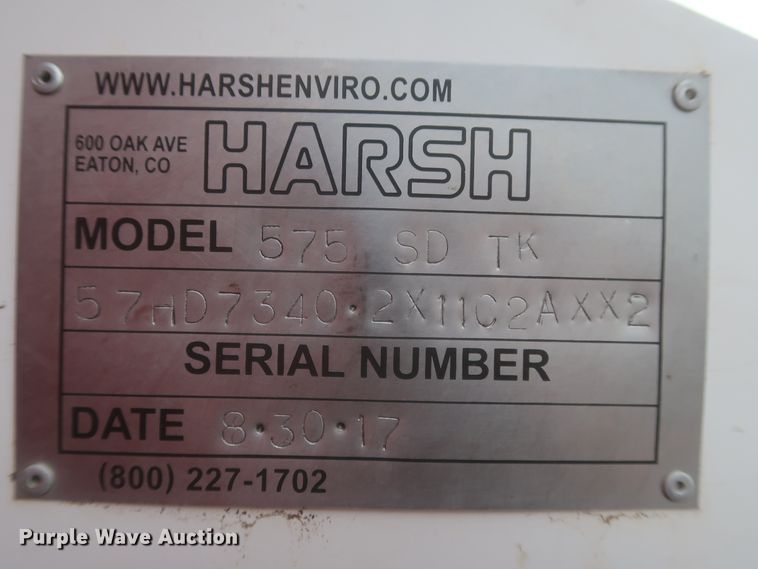 WWW.HARSHENVIRO.COM
600 OAK AVE
EATON, CO
HARSH
MODEL 575 SD TK
57HD7340·2X11C2AXX2
SERIAL NUMBER
DATE 8·30·17
(800) 227-1702
Purple Wave Auction